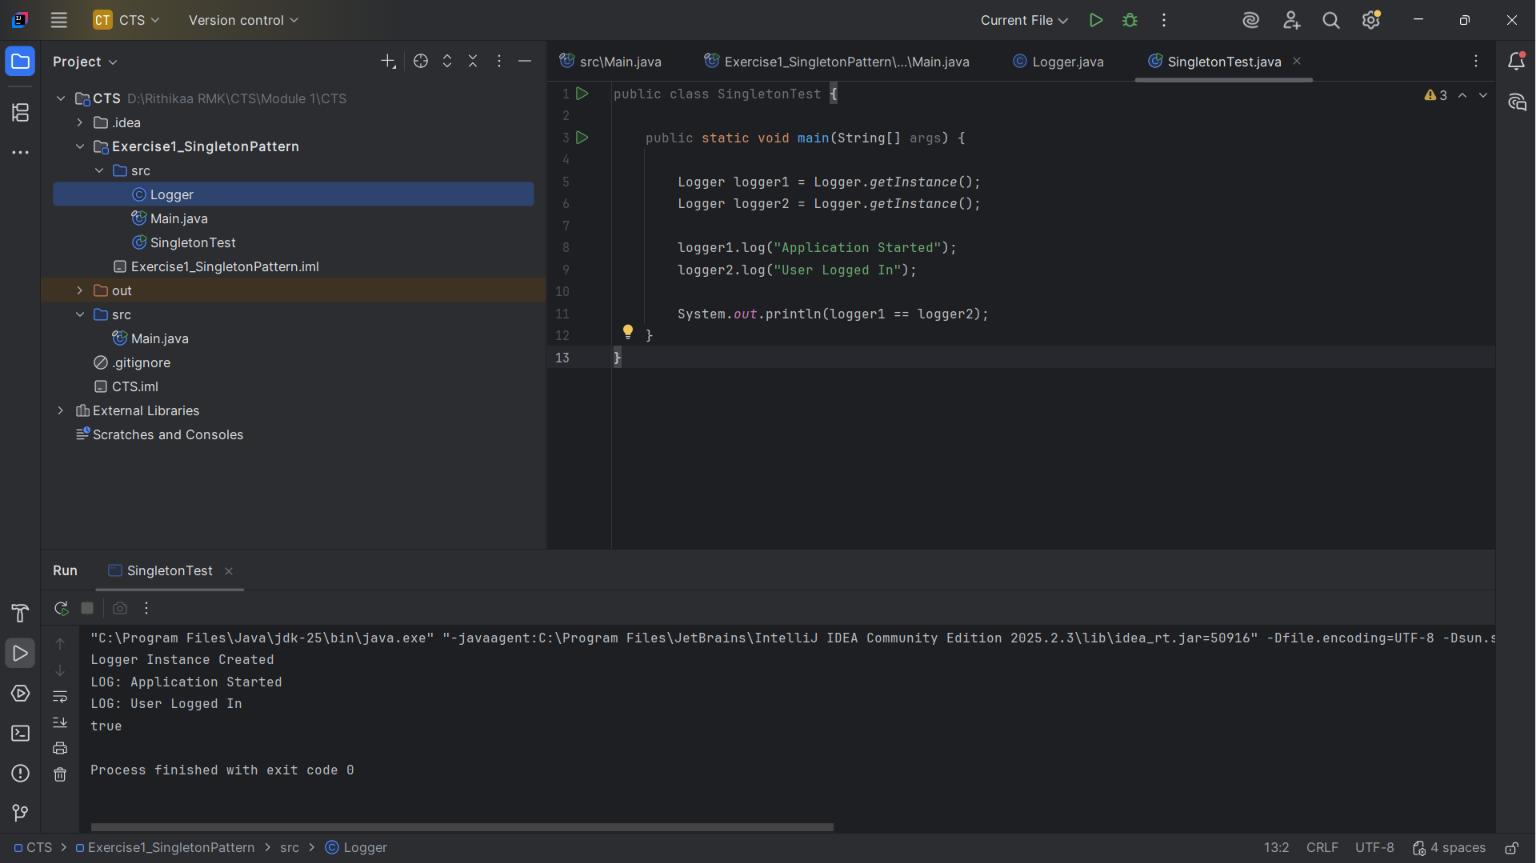 CT CTS Version control Current File
Project
CTS D:\Rithikaa RMK\CTS\Module 1\CTS
.idea
Exercise1_SingletonPattern
src
Logger
Main.java
SingletonTest
Exercise1_SingletonPattern.iml
out
src
Main.java
.gitignore
CTS.iml
External Libraries
Scratches and Consoles
src\Main.java Exercise1_SingletonPattern\...\Main.java Logger.java SingletonTest.java
3
1 public class SingletonTest {
2
3 public static void main(String[] args) {
4
5 Logger logger1 = Logger.getInstance();
6 Logger logger2 = Logger.getInstance();
7
8 logger1.log("Application Started");
9 logger2.log("User Logged In");
10
11 System.out.println(logger1 == logger2);
12 }
13 }
Run SingletonTest
"C:\Program Files\Java\jdk-25\bin\java.exe" "-javaagent:C:\Program Files\JetBrains\IntelliJ IDEA Community Edition 2025.2.3\lib\idea_rt.jar=50916" -Dfile.encoding=UTF-8 -Dsun.s
Logger Instance Created
LOG: Application Started
LOG: User Logged In
true
Process finished with exit code 0
CTS Exercise1_SingletonPattern src Logger 13:2 CRLF UTF-8 4 spaces